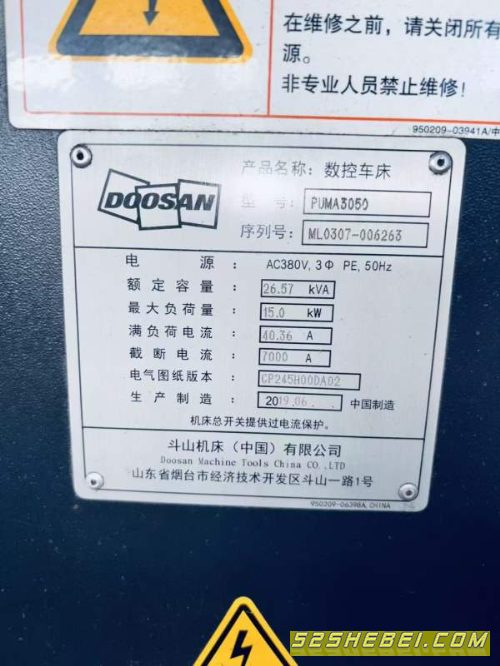 在维修之前，请关闭所有
源。
非专业人员禁止维修！
950209-03941A/中
DOOSAN
产品名称：数控车床
型 号：PUMA3050
序列号：ML0307-006263
电 源：AC380V, 3Φ PE, 50Hz
额定容量：26.57 kVA
最大负荷量：15.0 kW
满负荷电流：40.36 A
截断电流：7000 A
电气图纸版本：CP245H00DA02
生产制造：2019.06. 中国制造
机床总开关提供过电流保护。
斗山机床（中国）有限公司
Doosan Machine Tools China CO.,LTD
山东省烟台市经济技术开发区斗山一路1号
950209-06398A,CHINA
52SHEBEI.COM